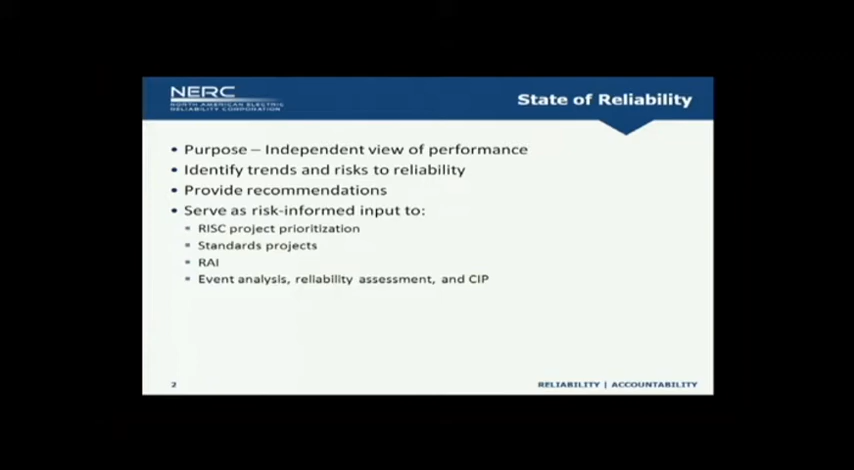 NERC
NORTH AMERICAN ELECTRIC
RELIABILITY CORPORATION
State of Reliability
• Purpose – Independent view of performance
• Identify trends and risks to reliability
• Provide recommendations
• Serve as risk-informed input to:
▪ RISC project prioritization
▪ Standards projects
▪ RAI
▪ Event analysis, reliability assessment, and CIP
2
RELIABILITY | ACCOUNTABILITY